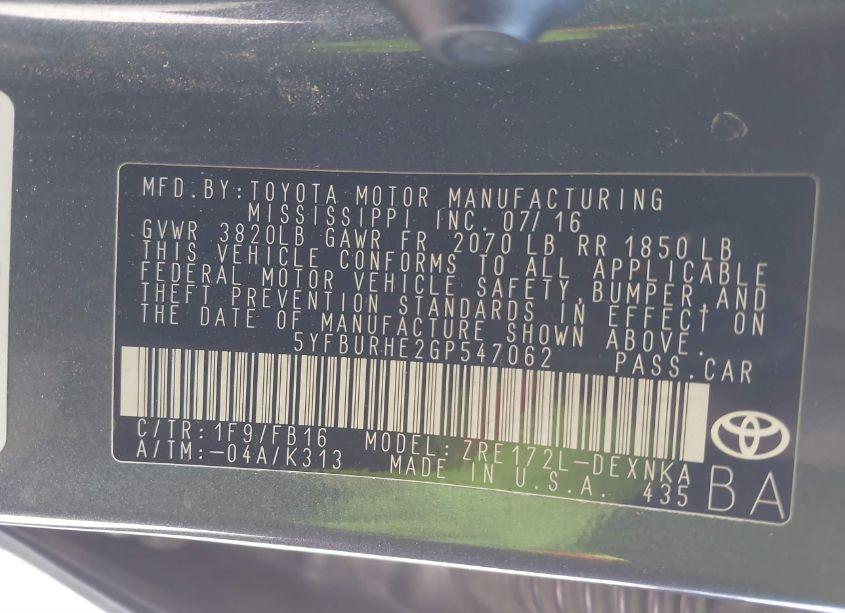 MFD.BY:TOYOTA MOTOR MANUFACTURING
MISSISSIPPI INC. 07/16
GVWR 3820LB GAWR FR 2070 LB RR 1850 LB
THIS VEHICLE CONFORMS TO ALL APPLICABLE
FEDERAL MOTOR VEHICLE SAFETY,BUMPER,AND
THEFT PREVENTION STANDARDS IN EFFECT ON
THE DATE OF MANUFACTURE SHOWN ABOVE.
5YFBURHE2GP547062 PASS.CAR
C/TR:1F9/FB16 MODEL:ZRE172L-DEXNKA
A/TM:-04A/K313 MADE IN U.S.A. 435
BA